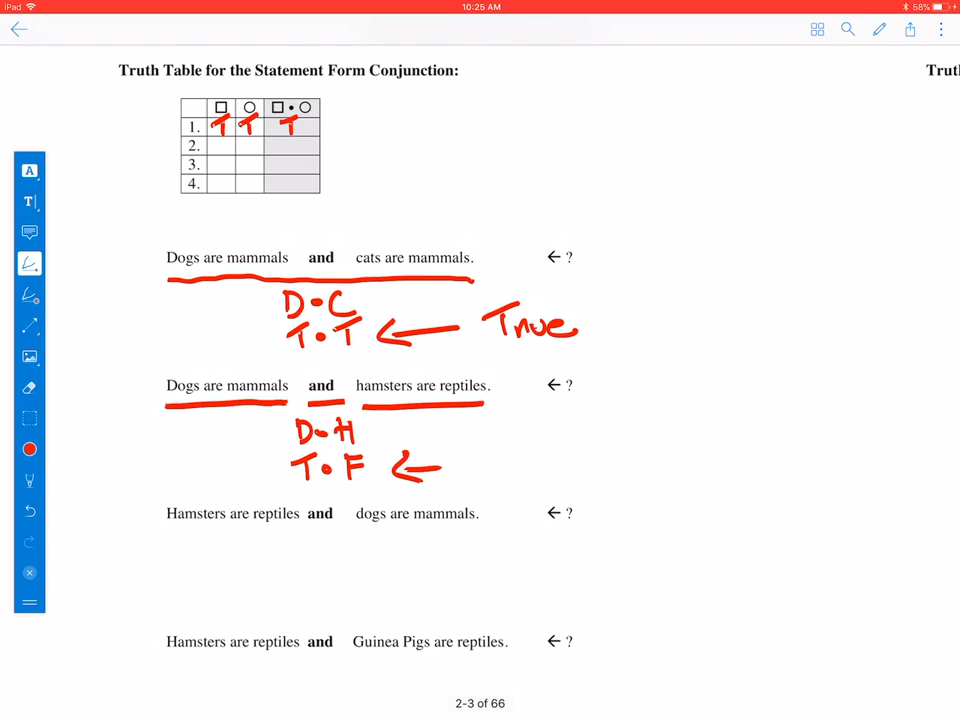 iPad 10:25 AM 58%
Truth Table for the Statement Form Conjunction: Trutl
□ ○ □ • ○
1. T T T
2.
3.
4.
A
T
Dogs are mammals and cats are mammals. ← ?
D • C
T • T ← True
Dogs are mammals and hamsters are reptiles. ← ?
D • H
T • F ←
Hamsters are reptiles and dogs are mammals. ← ?
Hamsters are reptiles and Guinea Pigs are reptiles. ← ?
2-3 of 66